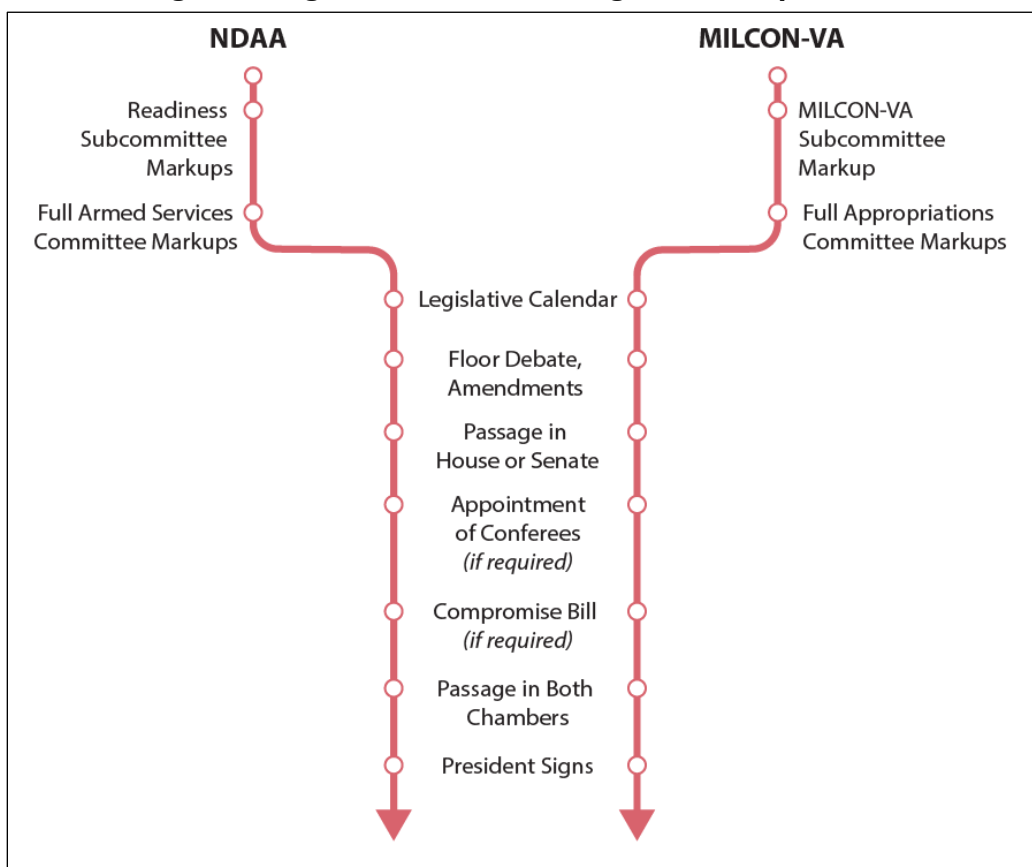 NDAA
MILCON-VA
Readiness
Subcommittee
Markups
MILCON-VA
Subcommittee
Markup
Full Armed Services
Committee Markups
Full Appropriations
Committee Markups
Legislative Calendar
Floor Debate,
Amendments
Passage in
House or Senate
Appointment
of Conferees
(if required)
Compromise Bill
(if required)
Passage in Both
Chambers
President Signs